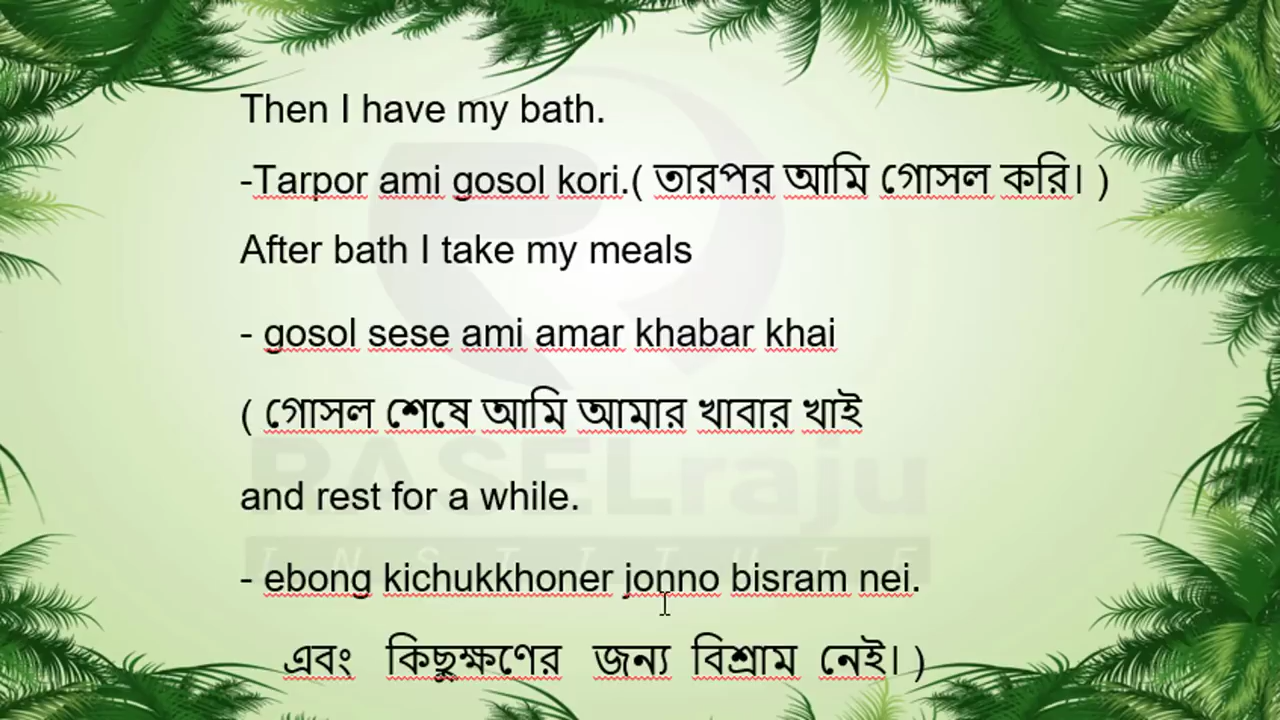 Then I have my bath.
-Tarpor ami gosol kori.( তারপর আমি গোসল করি। )
After bath I take my meals
- gosol sese ami amar khabar khai
( গোসল শেষে আমি আমার খাবার খাই
RASELraju
INSTITUTE
and rest for a while.
- ebong kichukkhoner jonno bisram nei.
এবং কিছুক্ষণের জন্য বিশ্রাম নেই। )